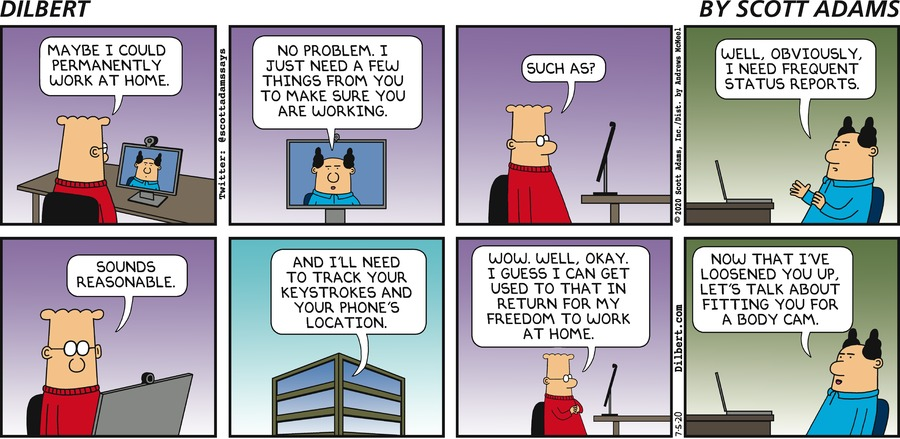 DILBERT
BY SCOTT ADAMS
MAYBE I COULD
PERMANENTLY
WORK AT HOME.
Twitter: @scottadamssays
NO PROBLEM. I
JUST NEED A FEW
THINGS FROM YOU
TO MAKE SURE YOU
ARE WORKING.
SUCH AS?
©2020 Scott Adams, Inc./Dist. by Andrews McMeel
WELL, OBVIOUSLY,
I NEED FREQUENT
STATUS REPORTS.
SOUNDS
REASONABLE.
AND I'LL NEED
TO TRACK YOUR
KEYSTROKES AND
YOUR PHONE'S
LOCATION.
WOW. WELL, OKAY.
I GUESS I CAN GET
USED TO THAT IN
RETURN FOR MY
FREEDOM TO WORK
AT HOME.
7-5-20 Dilbert.com
NOW THAT I'VE
LOOSENED YOU UP,
LET'S TALK ABOUT
FITTING YOU FOR
A BODY CAM.